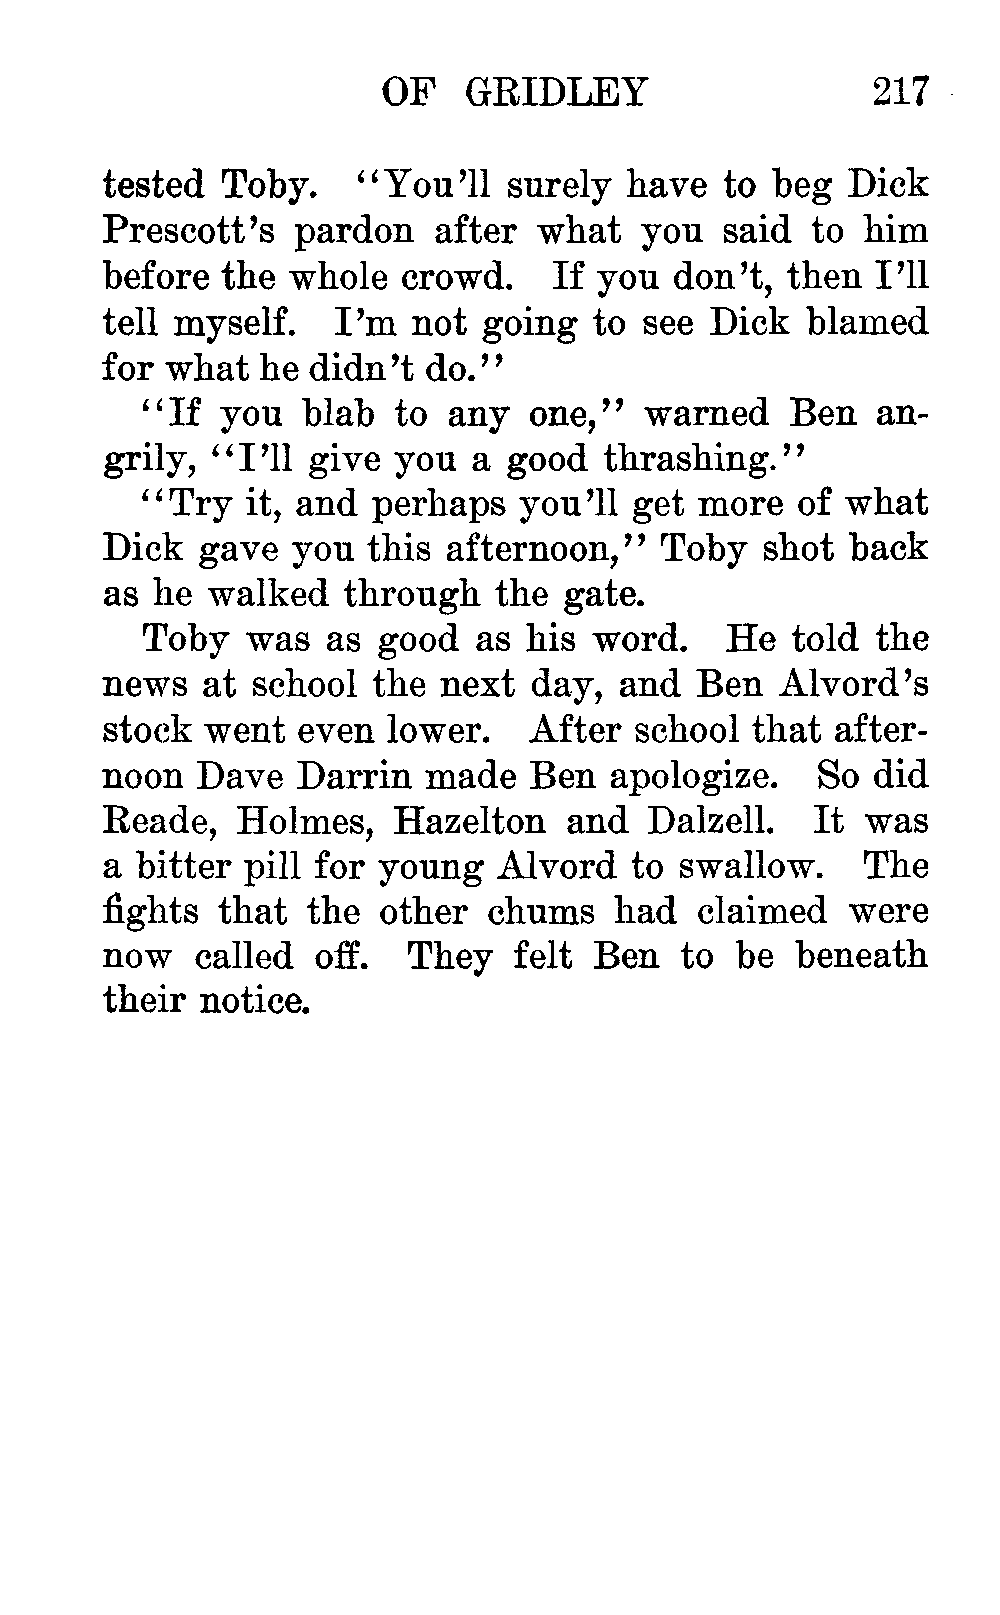 OF GRIDLEY 217
tested Toby. “You’ll surely have to beg Dick
Prescott’s pardon after what you said to him
before the whole crowd. If you don’t, then I’ll
tell myself. I’m not going to see Dick blamed
for what he didn’t do.”
“If you blab to any one,” warned Ben an-
grily, “I’ll give you a good thrashing.”
“Try it, and perhaps you’ll get more of what
Dick gave you this afternoon,” Toby shot back
as he walked through the gate.
Toby was as good as his word. He told the
news at school the next day, and Ben Alvord’s
stock went even lower. After school that after-
noon Dave Darrin made Ben apologize. So did
Reade, Holmes, Hazelton and Dalzell. It was
a bitter pill for young Alvord to swallow. The
fights that the other chums had claimed were
now called off. They felt Ben to be beneath
their notice.